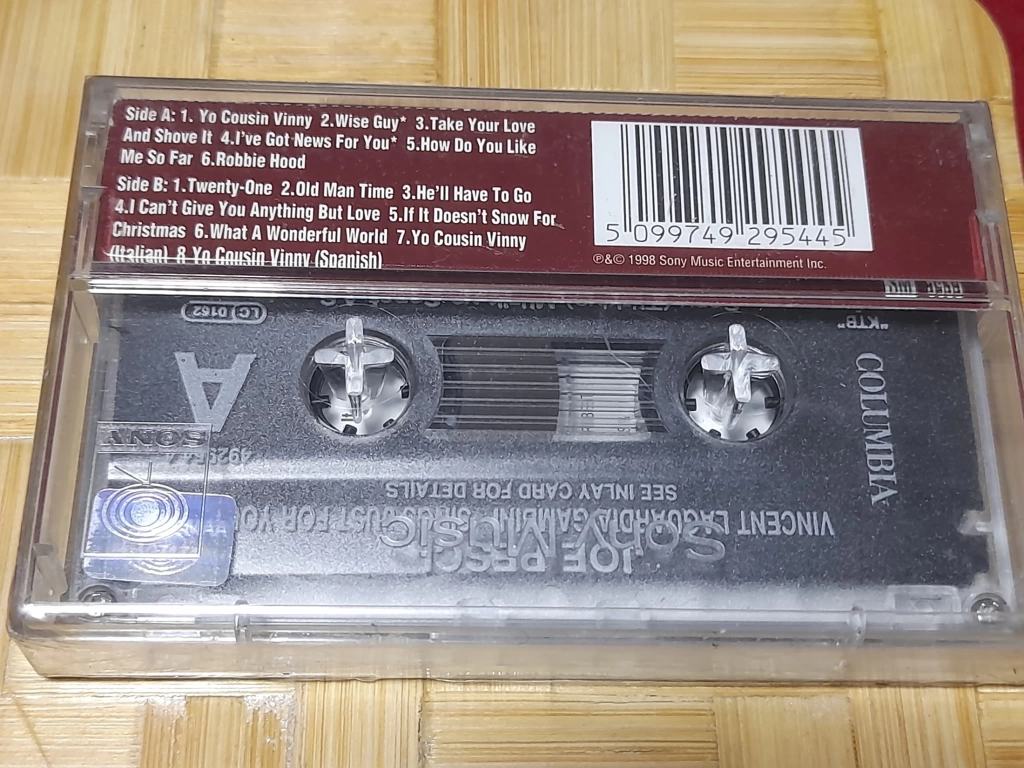 Side A: 1. Yo Cousin Vinny 2.Wise Guy* 3.Take Your Love
And Shove It 4.I've Got News For You* 5.How Do You Like
Me So Far 6.Robbie Hood
Side B: 1.Twenty-One 2.Old Man Time 3.He'll Have To Go
4.I Can't Give You Anything But Love 5.If It Doesn't Snow For
Christmas 6.What A Wonderful World 7.Yo Cousin Vinny
(Italian) 8 Yo Cousin Vinny (Spanish)
5 099749 295445
℗&© 1998 Sony Music Entertainment Inc.
LC 0162
"KTB"
A
COLUMBIA
SONY
SEE INLAY CARD FOR DETAILS
VINCENT LAGUARDIA GAMBINI SINGS JUST FOR YOU
Sony Music
JOE PESCI